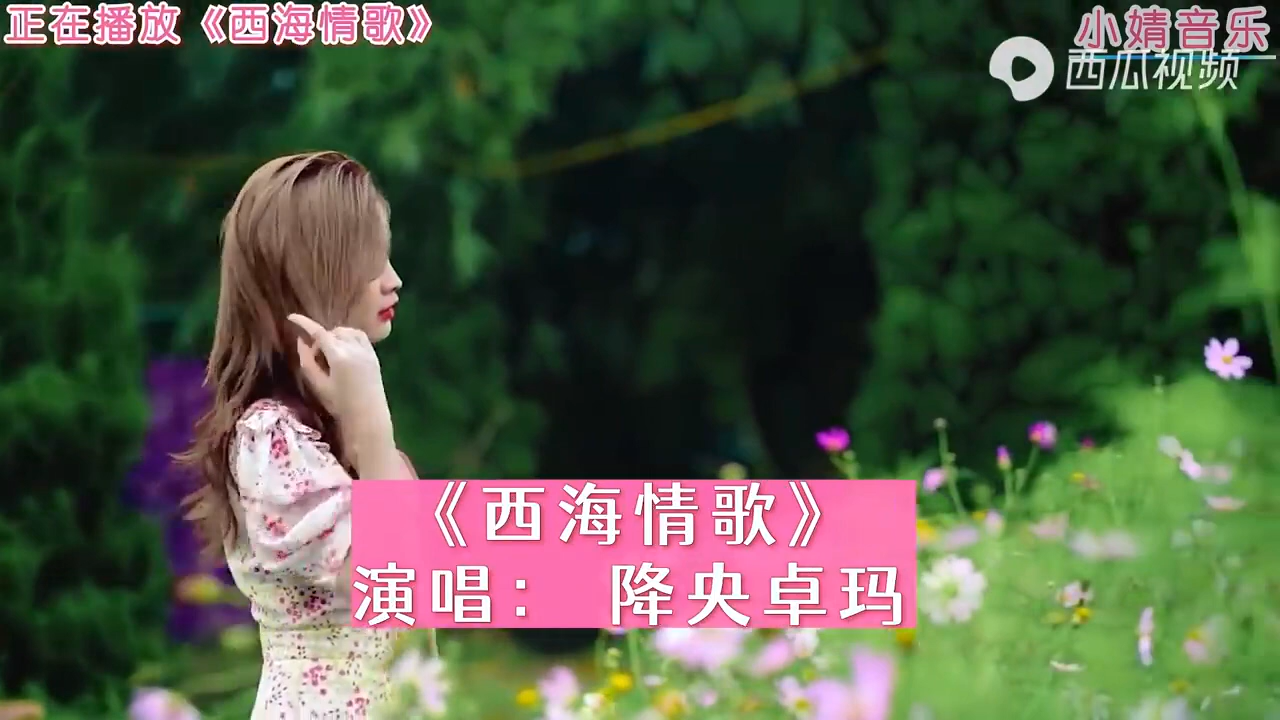 正在播放《西海情歌》
小婧音乐
西瓜视频
《西海情歌》
演唱： 降央卓玛